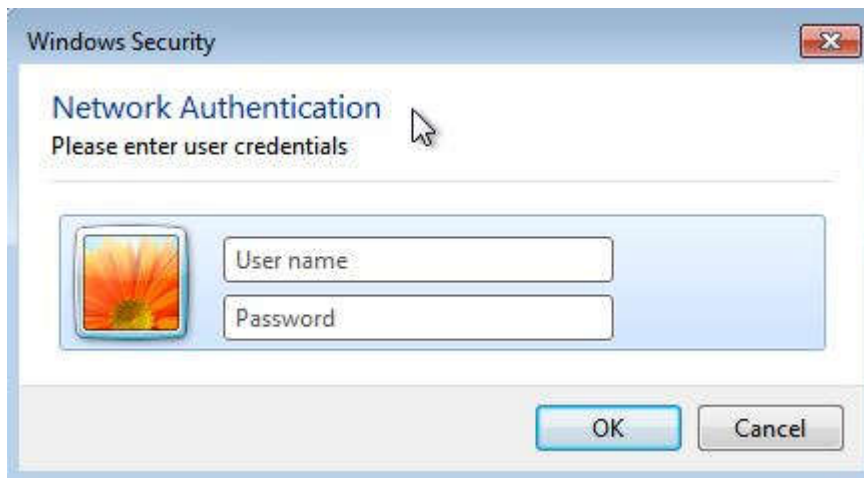 Windows Security
Network Authentication
Please enter user credentials
User name
Password
OK
Cancel